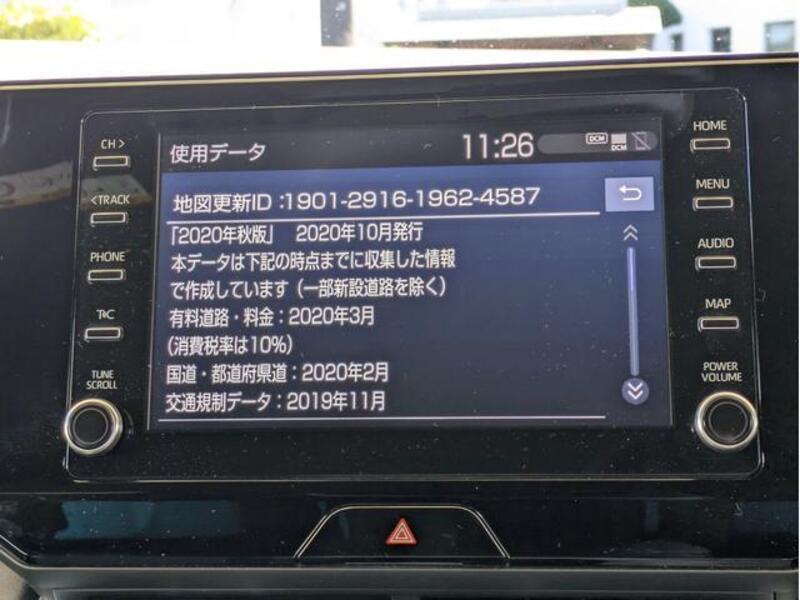 CH >
<TRACK
PHONE
T&C
TUNE
SCROLL
使用データ
11:26
DCM
DCM
地図更新ID :1901-2916-1962-4587
「2020年秋版」 2020年10月発行
本データは下記の時点までに収集した情報
で作成しています（一部新設道路を除く）
有料道路・料金：2020年3月
(消費税率は10%)
国道・都道府県道：2020年2月
交通規制データ：2019年11月
HOME
MENU
AUDIO
MAP
POWER
VOLUME